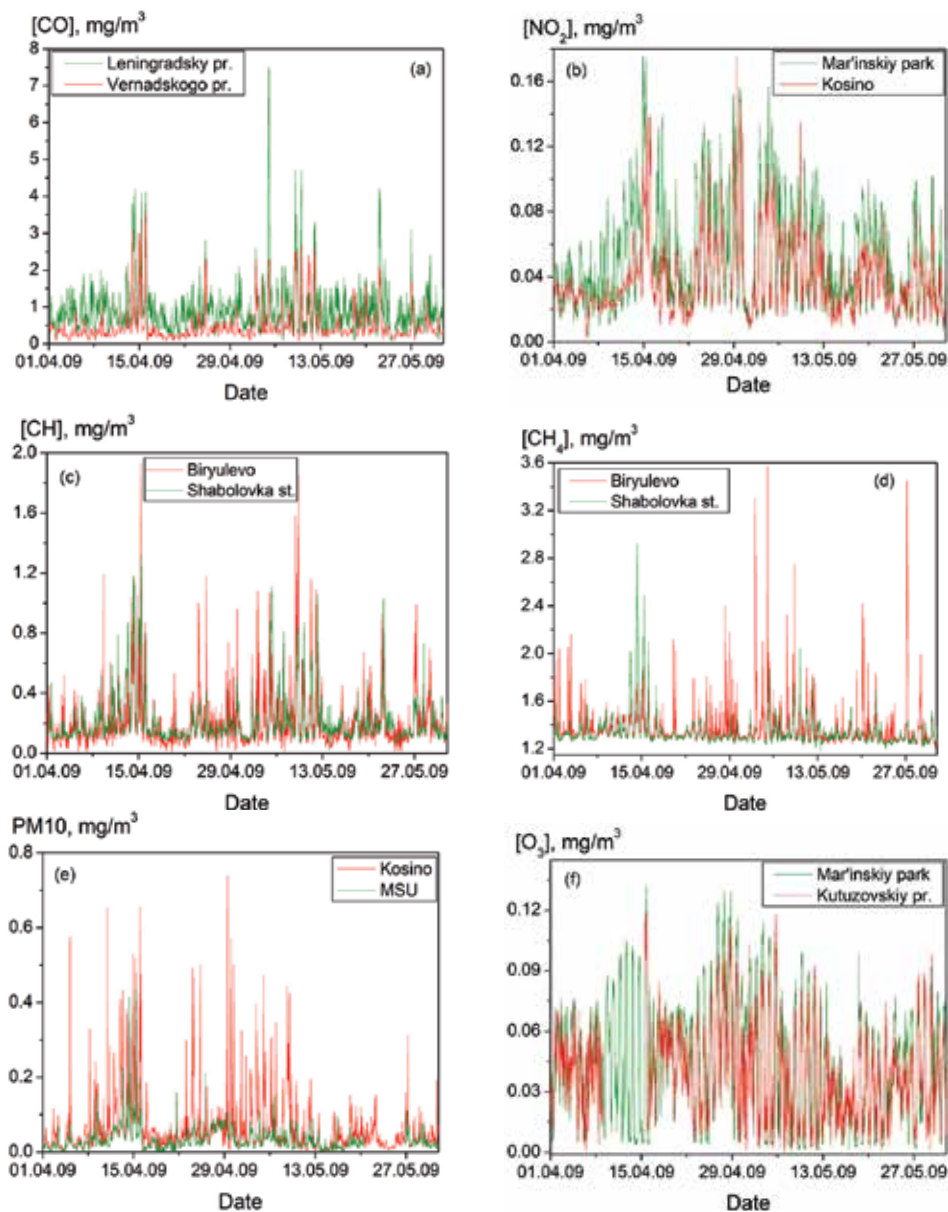 [CO], mg/m³
Leningradsky pr.
Vernadskogo pr.
(a)
8
7
6
5
4
3
2
1
0
01.04.09 15.04.09 29.04.09 13.05.09 27.05.09
Date
[NO₂], mg/m³
(b)
Mar'inskiy park
Kosino
0.16
0.12
0.08
0.04
0.00
01.04.09 15.04.09 29.04.09 13.05.09 27.05.09
Date
[CH], mg/m³
(c)
Biryulevo
Shabolovka st.
2.0
1.6
1.2
0.8
0.4
0.0
01.04.09 15.04.09 29.04.09 13.05.09 27.05.09
Date
[CH₄], mg/m³
Biryulevo
Shabolovka st.
(d)
3.6
3.2
2.8
2.4
2.0
1.6
1.2
01.04.09 15.04.09 29.04.09 13.05.09 27.05.09
Date
PM10, mg/m³
(e)
Kosino
MSU
0.8
0.6
0.4
0.2
0.0
01.04.09 15.04.09 29.04.09 13.05.09 27.05.09
Date
[O₃], mg/m³
(f)
Mar'inskiy park
Kutuzovskiy pr.
0.12
0.09
0.06
0.03
0.00
01.04.09 15.04.09 29.04.09 13.05.09 27.05.09
Date